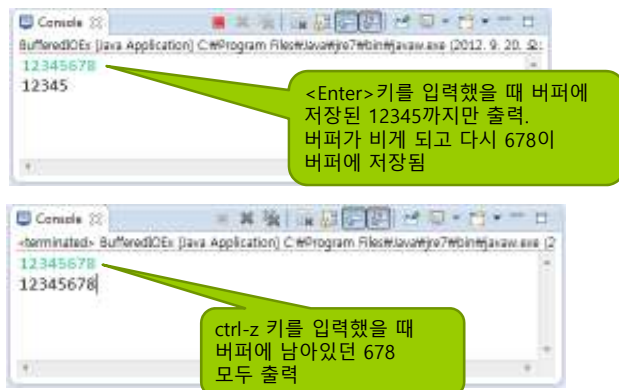 Console
BufferedIOEx [Java Application] C:₩Program Files₩Java₩jre7₩bin₩javaw.exe (2012. 9. 20. 오:
12345678
12345
<Enter>키를 입력했을 때 버퍼에
저장된 12345까지만 출력.
버퍼가 비게 되고 다시 678이
버퍼에 저장됨
Console
<terminated> BufferedIOEx [Java Application] C:₩Program Files₩Java₩jre7₩bin₩javaw.exe (2
12345678
12345678
ctrl-z 키를 입력했을 때
버퍼에 남아있던 678
모두 출력